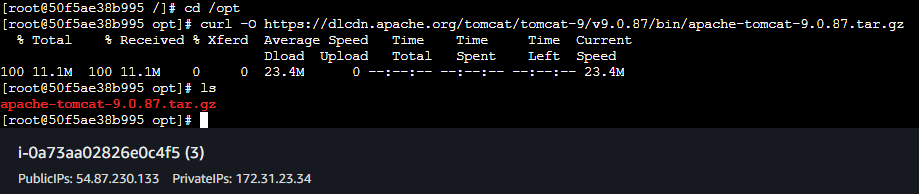 [root@50f5ae38b995 /]# cd /opt
[root@50f5ae38b995 opt]# curl -O https://dlcdn.apache.org/tomcat/tomcat-9/v9.0.87/bin/apache-tomcat-9.0.87.tar.gz
  % Total    % Received % Xferd  Average Speed   Time    Time     Time  Current
                                 Dload  Upload   Total   Spent    Left  Speed
100 11.1M  100 11.1M    0     0  23.4M      0 --:--:-- --:--:-- --:--:-- 23.4M
[root@50f5ae38b995 opt]# ls
apache-tomcat-9.0.87.tar.gz
[root@50f5ae38b995 opt]#
i-0a73aa02826e0c4f5 (3)
PublicIPs: 54.87.230.133    PrivateIPs: 172.31.23.34